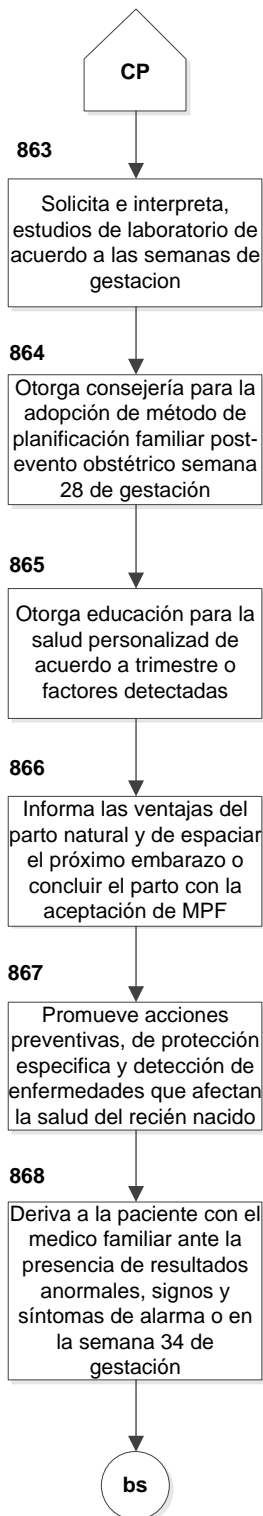 CP
863
Solicita e interpreta,
estudios de laboratorio de
acuerdo a las semanas de
gestacion
864
Otorga consejería para la
adopción de método de
planificación familiar post-
evento obstétrico semana
28 de gestación
865
Otorga educación para la
salud personalizad de
acuerdo a trimestre o
factores detectadas
866
Informa las ventajas del
parto natural y de espaciar
el próximo embarazo o
concluir el parto con la
aceptación de MPF
867
Promueve acciones
preventivas, de protección
especifica y detección de
enfermedades que afectan
la salud del recién nacido
868
Deriva a la paciente con el
medico familiar ante la
presencia de resultados
anormales, signos y
síntomas de alarma o en
la semana 34 de
gestación
bs